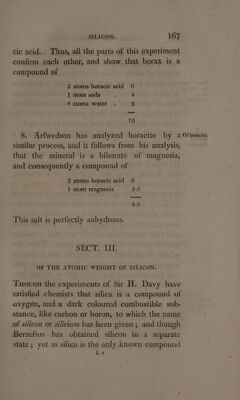 SILICON. 167
cic acid. Thus, all the parts of this experiment
confirm each other, and show that borax is a
compound of
2 atoms boracic acid 6
1 atom soda . 4
8 atoms water . 9
19
8. Arfwedson has analyzed boracite by a Of boracite.
similar process, and it follows from his analysis,
that the mineral is a biborate of magnesia,
and consequently a compound of
2 atoms boracic acid 6
1 atom magnesia 2·5
8·5
This salt is perfectly anhydrous.
SECT. III.
OF THE ATOMIC WEIGHT OF SILICON.
THOUGH the experiments of Sir H. Davy have
satisfied chemists that silica is a compound of
oxygen, and a dark coloured combustible sub-
stance, like carbon or boron, to which the name
of silicon or silicium has been given; and though
Berzelius has obtained silicon in a separate
state; yet as silica is the only known compound
L 4